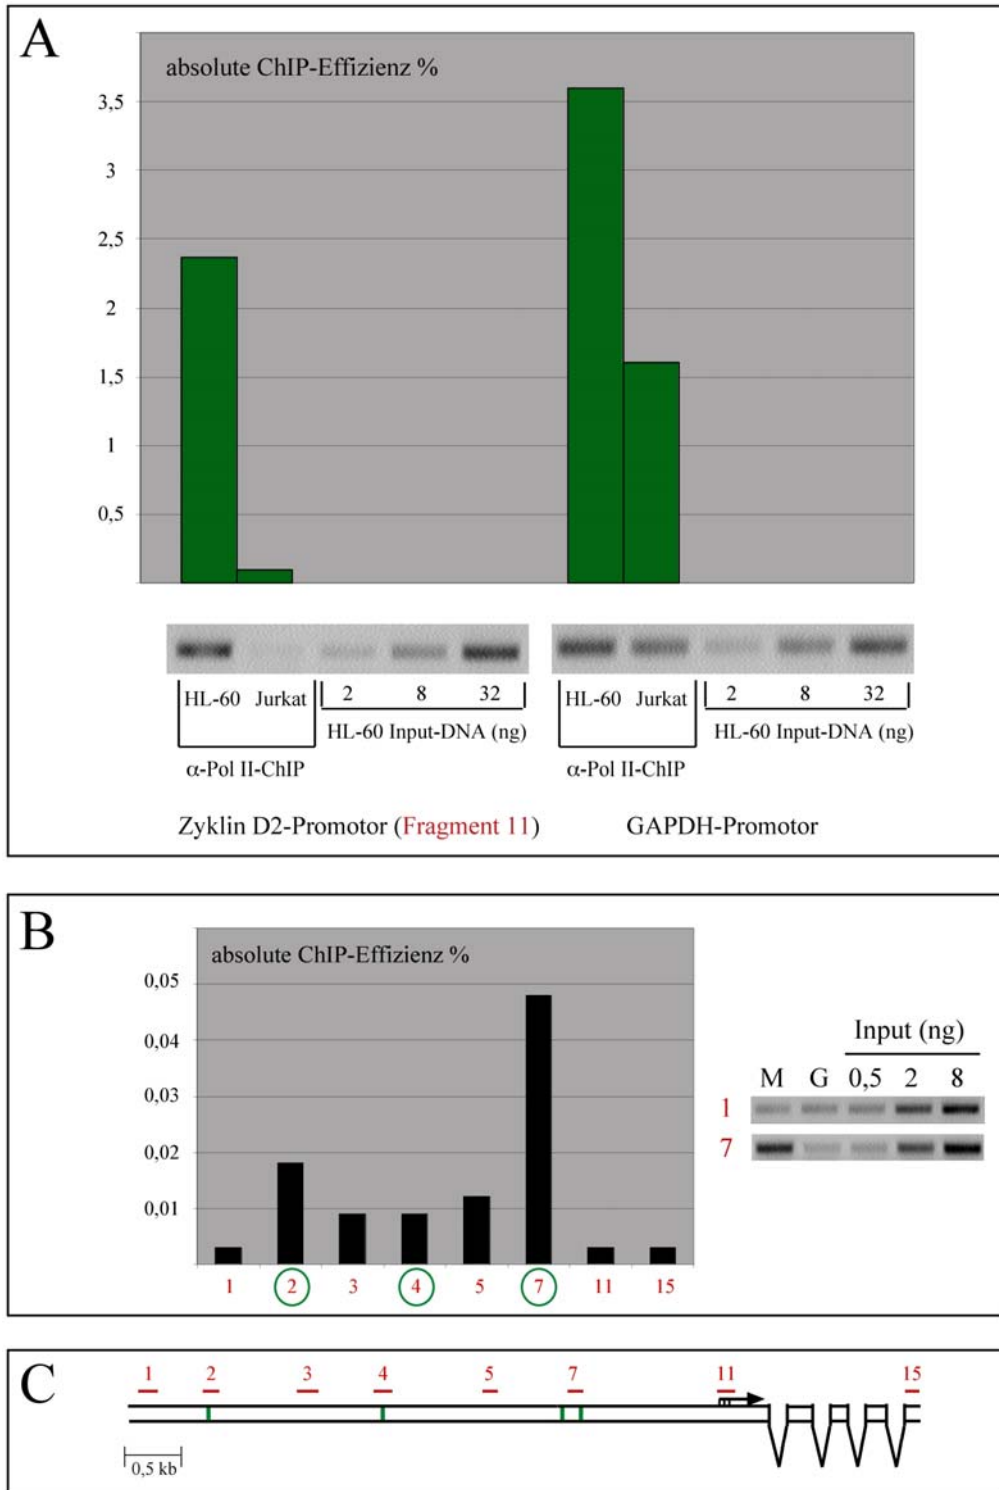 A
absolute ChIP-Effizienz %
3,5
3
2,5
2
1,5
1
0,5
HL-60 Jurkat 2 8 32 HL-60 Jurkat 2 8 32
HL-60 Input-DNA (ng) HL-60 Input-DNA (ng)
α-Pol II-ChIP α-Pol II-ChIP
Zyklin D2-Promotor (Fragment 11) GAPDH-Promotor
B
absolute ChIP-Effizienz %
0,05
0,04
0,03
0,02
0,01
1 2 3 4 5 7 11 15
Input (ng)
M G 0,5 2 8
1
7
C
1 2 3 4 5 7 11 15
0,5 kb